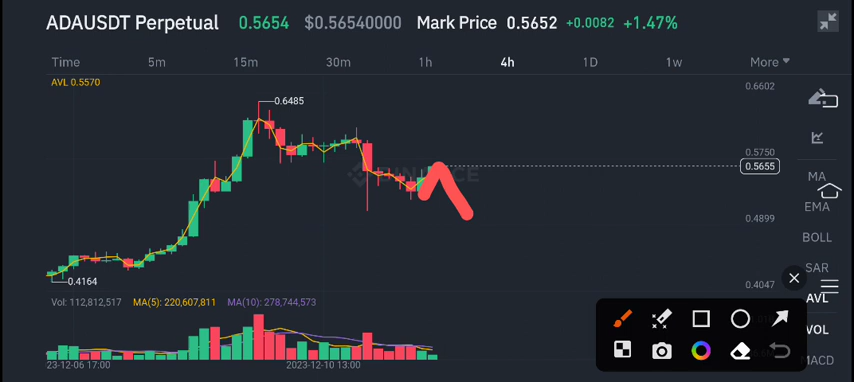 ADAUSDT Perpetual 0.5654 $0.56540000 Mark Price 0.5652 +0.0082 +1.47%
Time 5m 15m 30m 1h 4h 1D 1w More
AVL 0.5570
0.6602
0.6485
0.5750
0.5655
BINANCE
MA
EMA
0.4899
BOLL
SAR
0.4164
0.4047
AVL
Vol: 112,812,517 MA(5): 220,607,811 MA(10): 278,744,573
VOL
MACD
23-12-06 17:00 2023-12-10 13:00